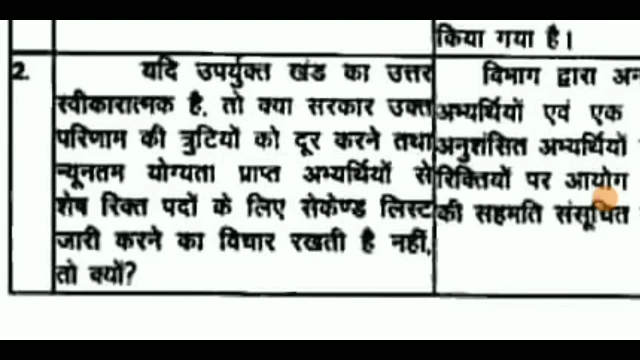 किया गया है।
2.
यदि उपर्युक्त खंड का उत्तर
स्वीकारात्मक है, तो क्या सरकार उक्त
परिणाम की त्रुटियों को दूर करने तथा
न्यूनतम योग्यता प्राप्त अभ्यर्थियों से
शेष रिक्त पदों के लिए सेकेण्ड लिस्ट
जारी करने का विचार रखती है नहीं,
तो क्यों?
विभाग द्वारा
अभ्यर्थियों एवं एक
अनुशंसित अभ्यर्थियों
रिक्तियों पर आयोग
की सहमति संसूचित